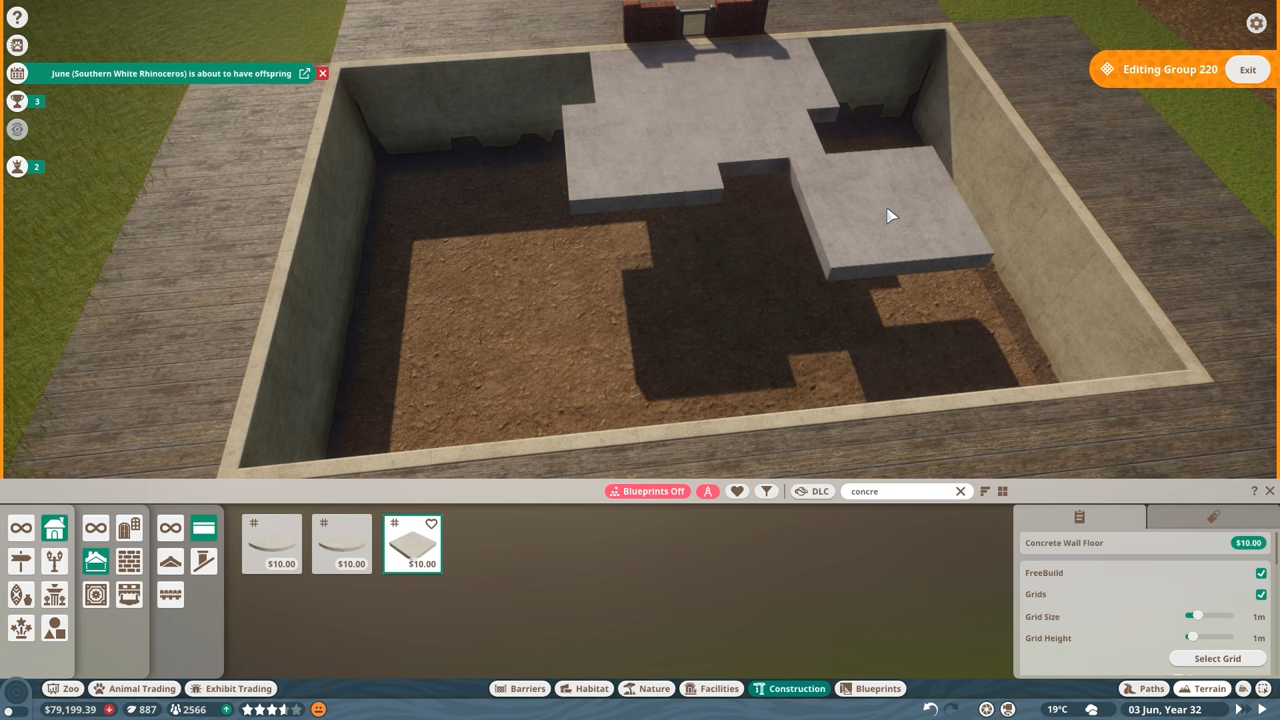 ?
June (Southern White Rhinoceros) is about to have offspring
3
2
Editing Group 220
Exit
Blueprints Off
DLC
concre
?
$10.00
$10.00
$10.00
Concrete Wall Floor
$10.00
FreeBuild
Grids
Grid Size
1m
Grid Height
1m
Select Grid
Zoo
Animal Trading
Exhibit Trading
Barriers
Habitat
Nature
Facilities
Construction
Blueprints
Paths
Terrain
$79,199.39
887
2566
19°C
03 Jun, Year 32